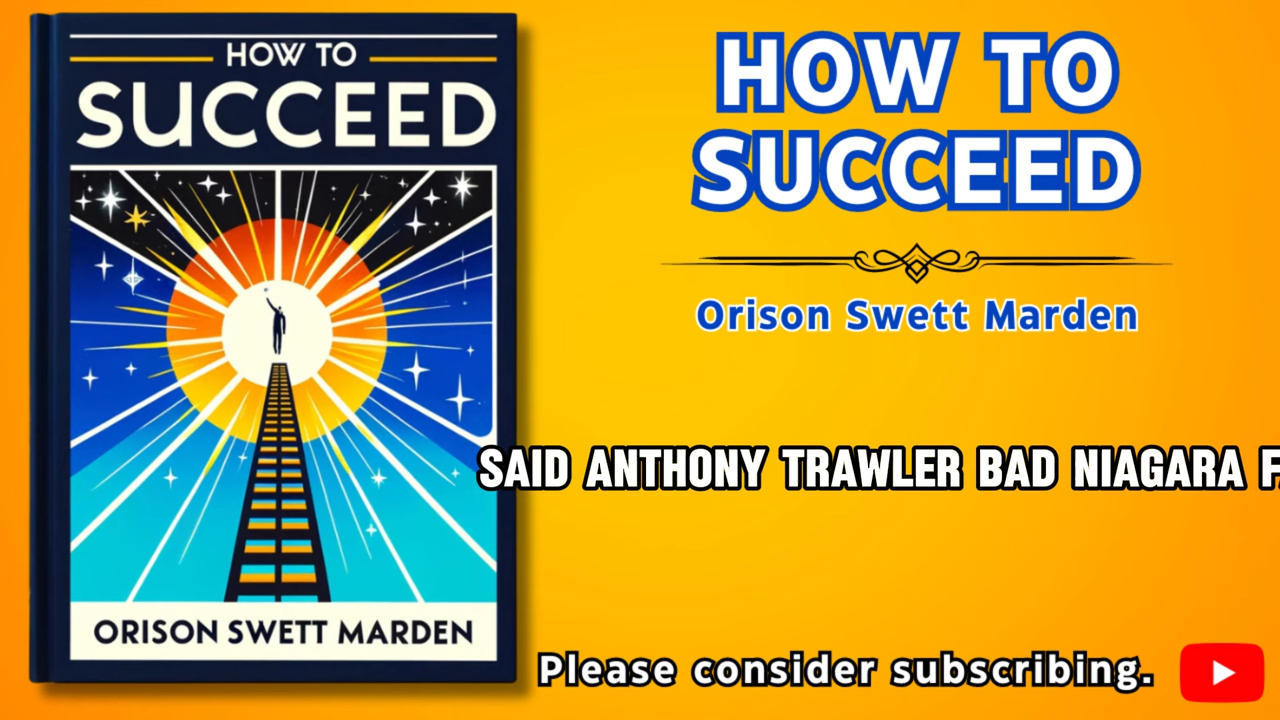 HOW TO
SUCCEED
ORISON SWETT MARDEN
HOW TO
SUCCEED
Orison Swett Marden
SAID ANTHONY TRAWLER BAD NIAGARA
Please consider subscribing.